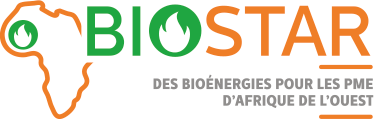 BIOSTAR
DES BIOÉNERGIES POUR LES PME
D'AFRIQUE DE L'OUEST